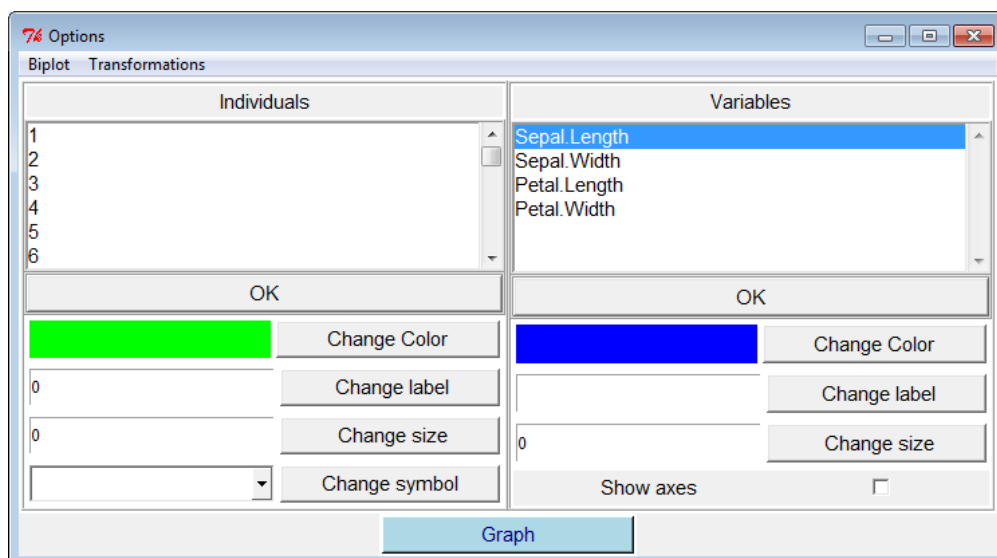 Options
Biplot Transformations
Individuals
1
2
3
4
5
6
OK
Change Color
0
Change label
0
Change size
Change symbol
Variables
Sepal.Length
Sepal.Width
Petal.Length
Petal.Width
OK
Change Color
Change label
0
Change size
Show axes
Graph